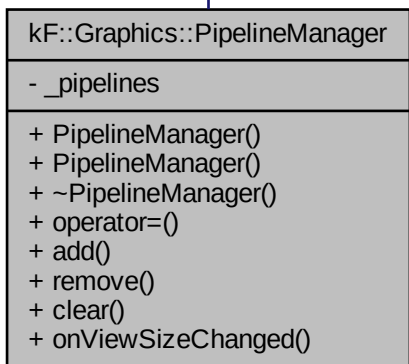 kF::Graphics::PipelineManager
- _pipelines
+ PipelineManager()
+ PipelineManager()
+ ~PipelineManager()
+ operator=()
+ add()
+ remove()
+ clear()
+ onViewSizeChanged()